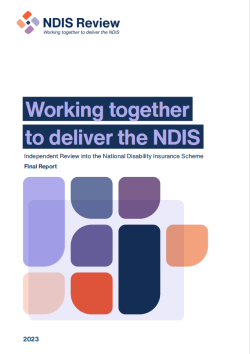 NDIS Review
Working together to deliver the NDIS
Working together
to deliver the NDIS
Independent Review into the National Disability Insurance Scheme
Final Report
2023